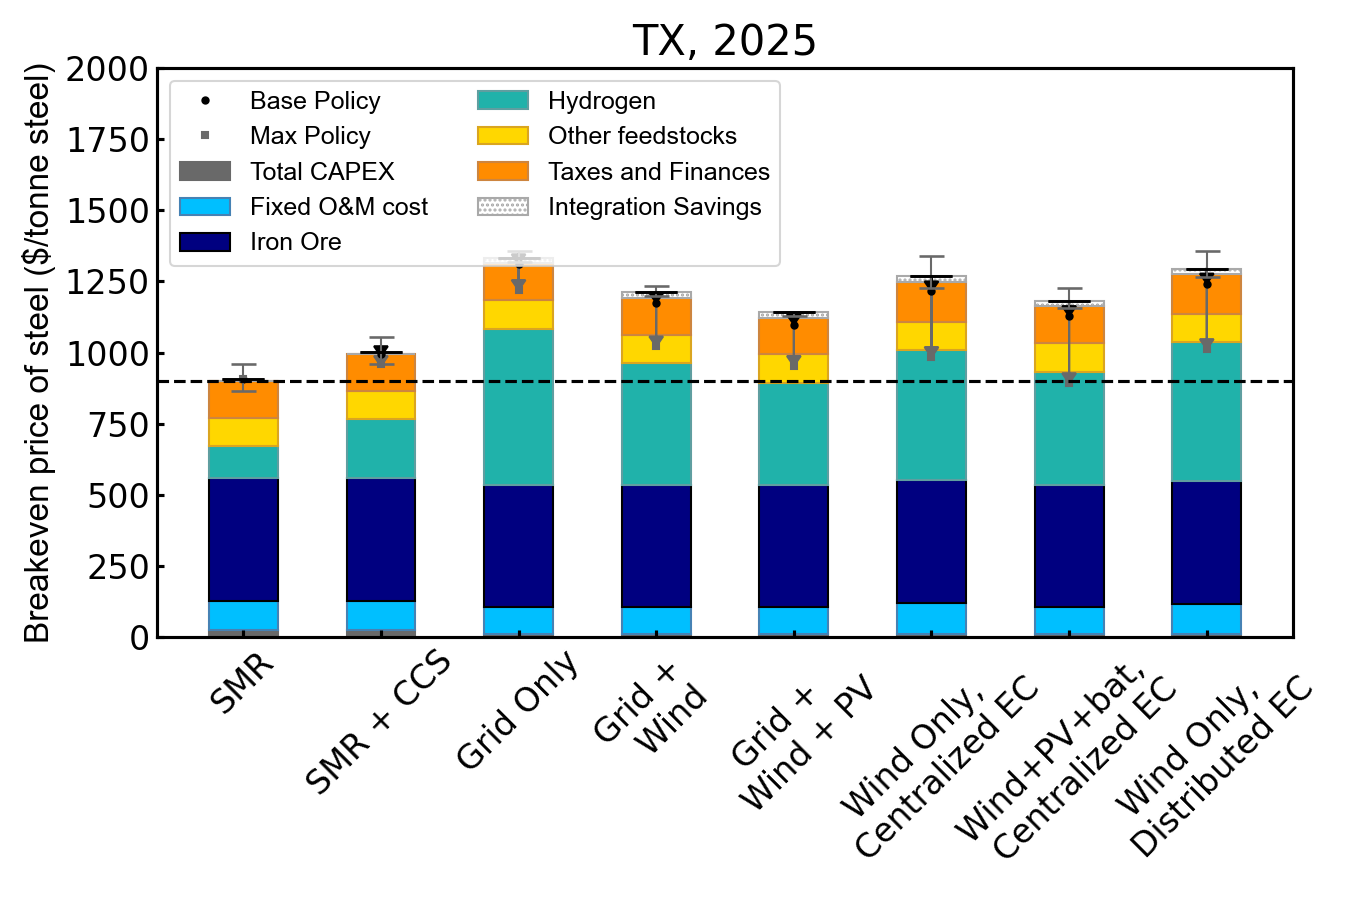 TX, 2025
Breakeven price of steel ($/tonne steel)
2000
1750
1500
1250
1000
750
500
250
0
Base Policy
Max Policy
Total CAPEX
Fixed O&M cost
Iron Ore
Hydrogen
Other feedstocks
Taxes and Finances
Integration Savings
SMR
SMR + CCS
Grid Only
Grid +
Wind
Grid +
Wind + PV
Wind Only,
Centralized EC
Wind+PV+bat,
Centralized EC
Wind Only,
Distributed EC